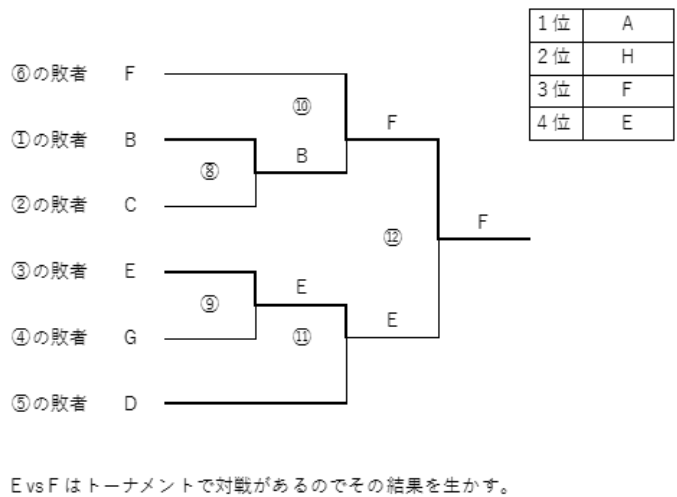 1位 A
2位 H
3位 F
4位 E
⑥の敗者 F
⑩
F
①の敗者 B
B
⑧
②の敗者 C
F
⑫
③の敗者 E
E
⑨
E
④の敗者 G
⑪
⑤の敗者 D
E vs F はトーナメントで対戦があるのでその結果を生かす。